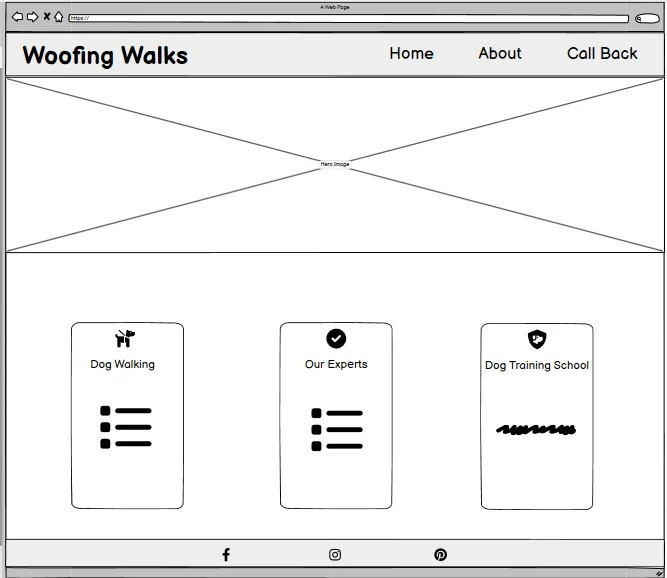 A Web Page
https://
Woofing Walks
Home About Call Back
Hero Image
Dog Walking
Our Experts
Dog Training School